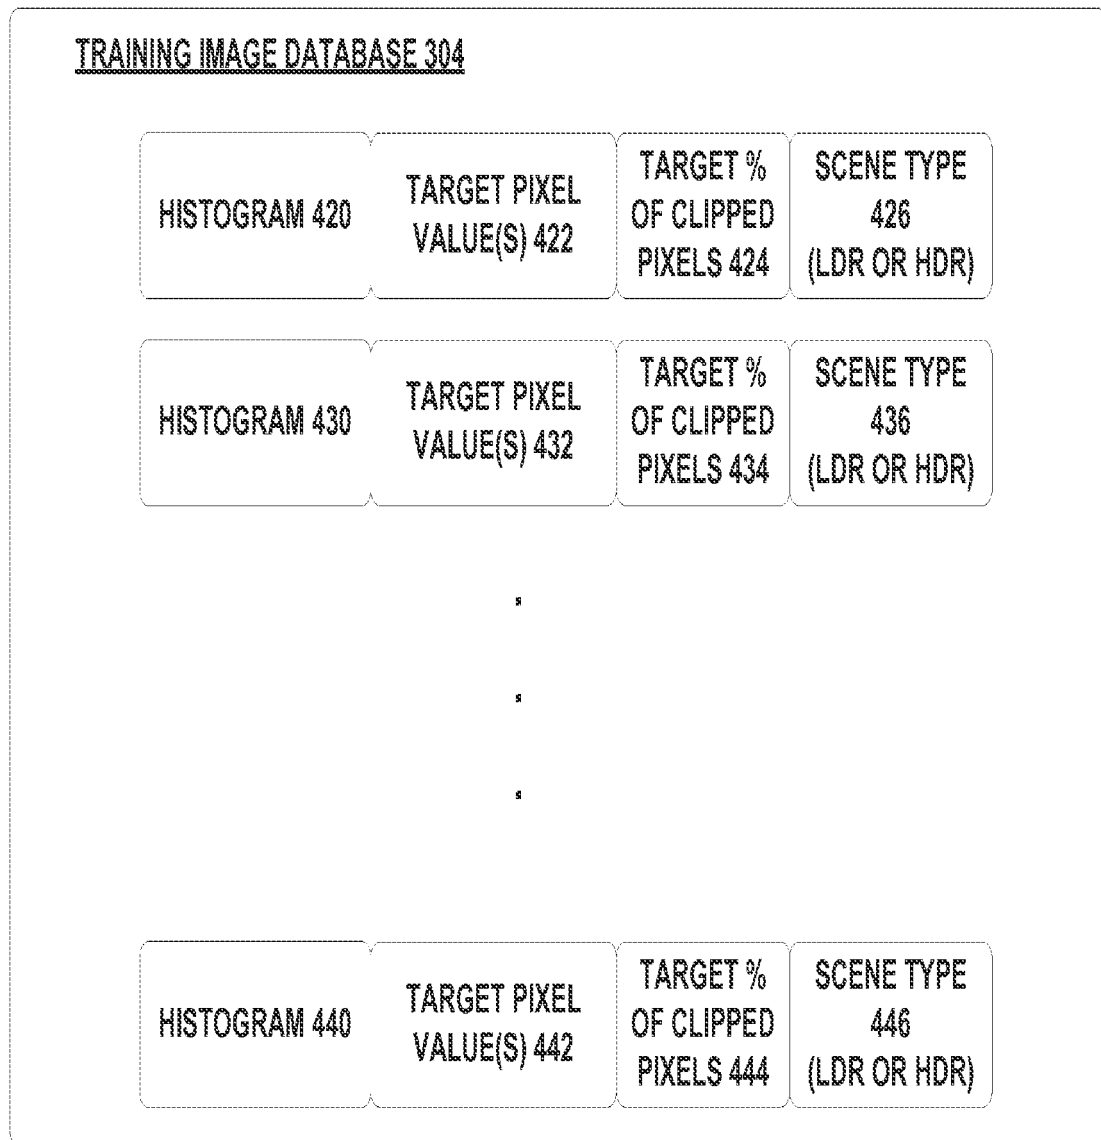 TRAINING IMAGE DATABASE 304
HISTOGRAM 420
TARGET PIXEL
VALUE(S) 422
TARGET %
OF CLIPPED
PIXELS 424
SCENE TYPE
426
(LDR OR HDR)
HISTOGRAM 430
TARGET PIXEL
VALUE(S) 432
TARGET %
OF CLIPPED
PIXELS 434
SCENE TYPE
436
(LDR OR HDR)
HISTOGRAM 440
TARGET PIXEL
VALUE(S) 442
TARGET %
OF CLIPPED
PIXELS 444
SCENE TYPE
446
(LDR OR HDR)